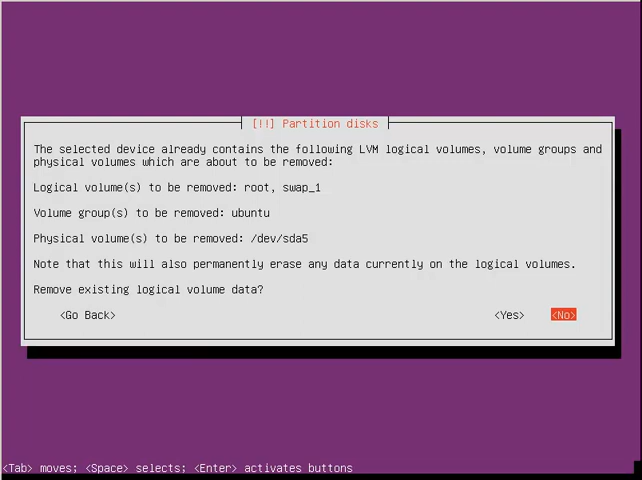 [!!] Partition disks
The selected device already contains the following LVM logical volumes, volume groups and
physical volumes which are about to be removed:
Logical volume(s) to be removed: root, swap_1
Volume group(s) to be removed: ubuntu
Physical volume(s) to be removed: /dev/sda5
Note that this will also permanently erase any data currently on the logical volumes.
Remove existing logical volume data?
<Go Back> <Yes> <No>
<Tab> moves; <Space> selects; <Enter> activates buttons